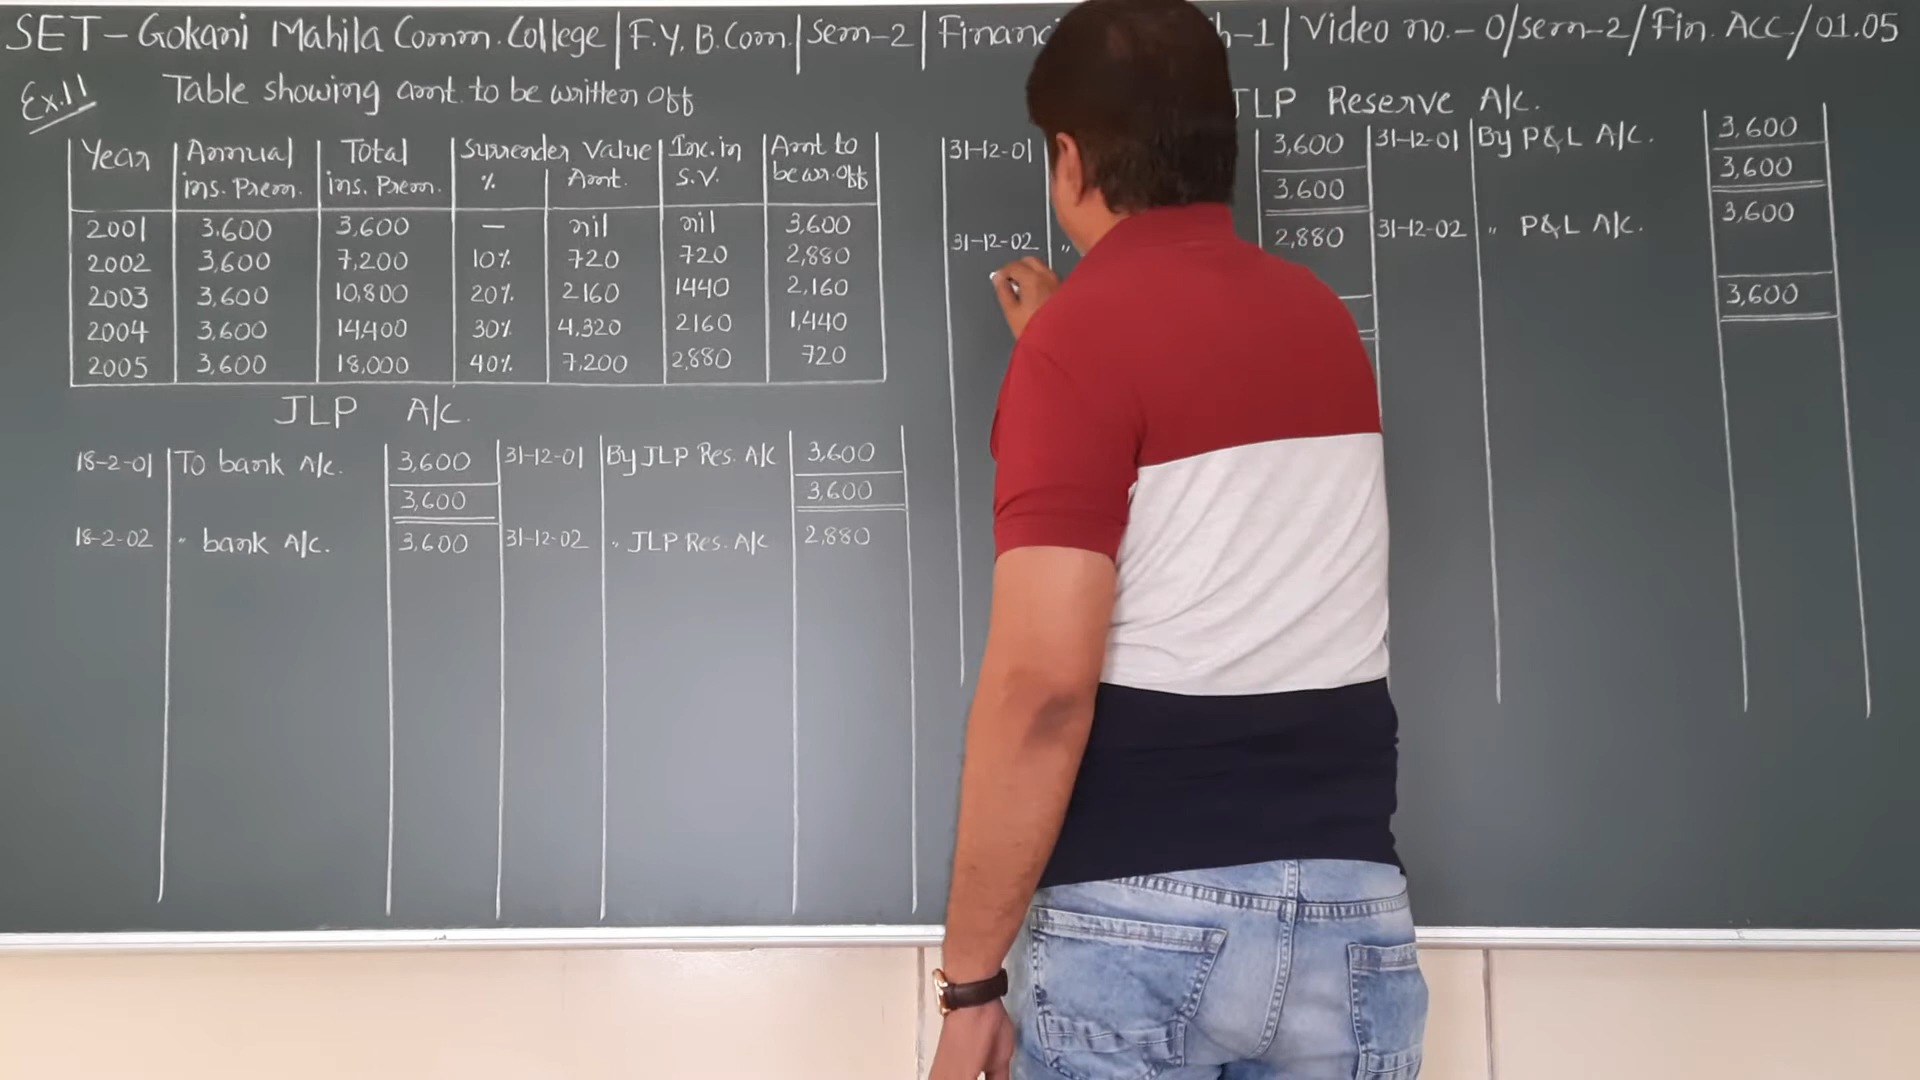 SET - Gokani Mahila Comm. College | F.Y. B.Com. | Sem-2 | Financ -1 | Video no. - 0/sem-2/Fin. Acc./01.05
Ex.11 Table showing amt. to be written off
Year | Annual ins. Prem. | Total ins. Prem. | Surrender Value % | Amt. | Inc. in S.V. | Amt to be wr. off
2001 | 3,600 | 3,600 | — | nil | nil | 3,600
2002 | 3,600 | 7,200 | 10% | 720 | 720 | 2,880
2003 | 3,600 | 10,800 | 20% | 2160 | 1440 | 2,160
2004 | 3,600 | 14,400 | 30% | 4,320 | 2160 | 1,440
2005 | 3,600 | 18,000 | 40% | 7,200 | 2,880 | 720
JLP A/c.
18-2-01 | To bank A/c. | 3,600 | 31-12-01 | By JLP Res. A/c | 3,600
3,600 | 3,600
18-2-02 | " bank A/c. | 3,600 | 31-12-02 | " JLP Res. A/c | 2,880
JLP Reserve A/c.
31-12-01 | 3,600 | 31-12-01 | By P&L A/c. | 3,600
3,600 | 3,600
31-12-02 | " | 2,880 | 31-12-02 | " P&L A/c. | 3,600
3,600